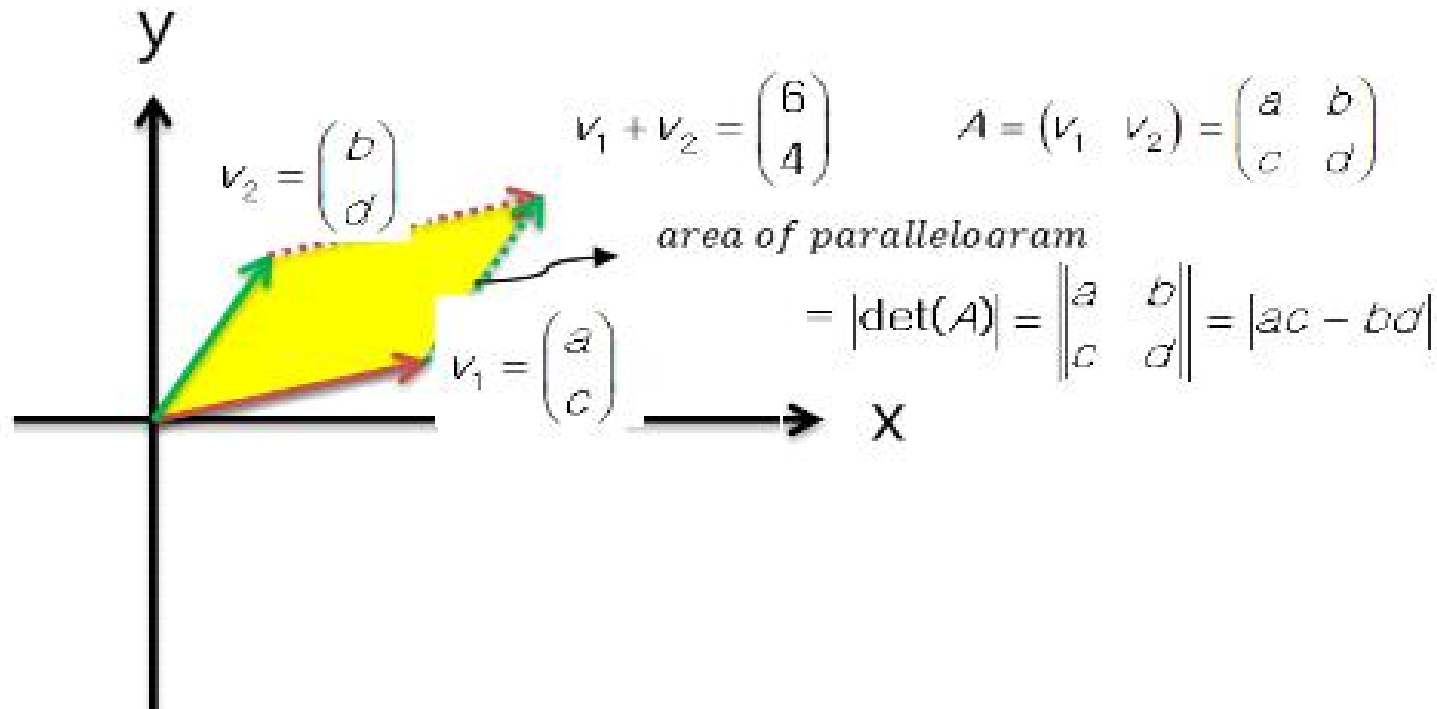 y
v₂ = (b d)
v₁ + v₂ = (6 4)
A = (v₁ v₂) = (a b c d)
area of paralleloaram
= |det(A)| = ||a b c d|| = |ac − bd|
v₁ = (a c)
x